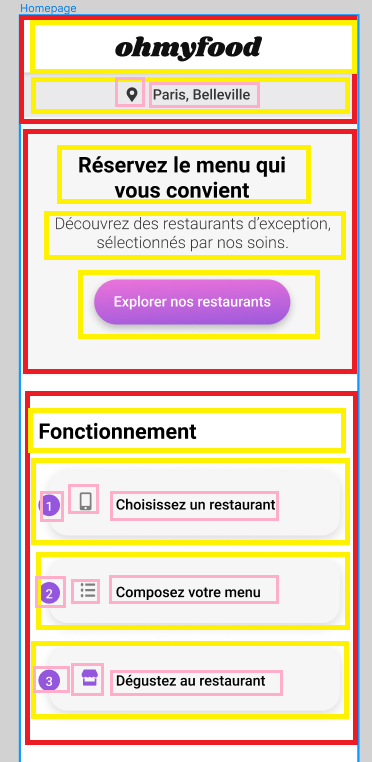 Homepage
ohmyfood
Paris, Belleville
Réservez le menu qui
vous convient
Découvrez des restaurants d'exception,
sélectionnés par nos soins.
Explorer nos restaurants
Fonctionnement
1 Choisissez un restaurant
2 Composez votre menu
3 Dégustez au restaurant